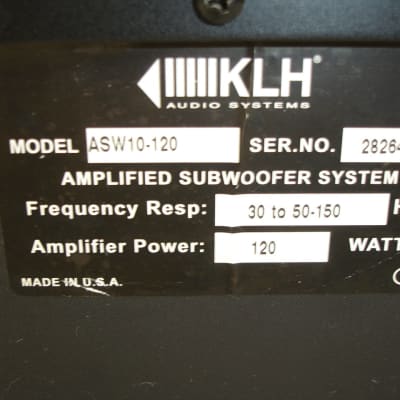 KLH
AUDIO SYSTEMS
MODEL ASW10-120 SER.NO. 28264
AMPLIFIED SUBWOOFER SYSTEM
Frequency Resp: 30 to 50-150 H
Amplifier Power: 120 WATT
MADE IN U.S.A.